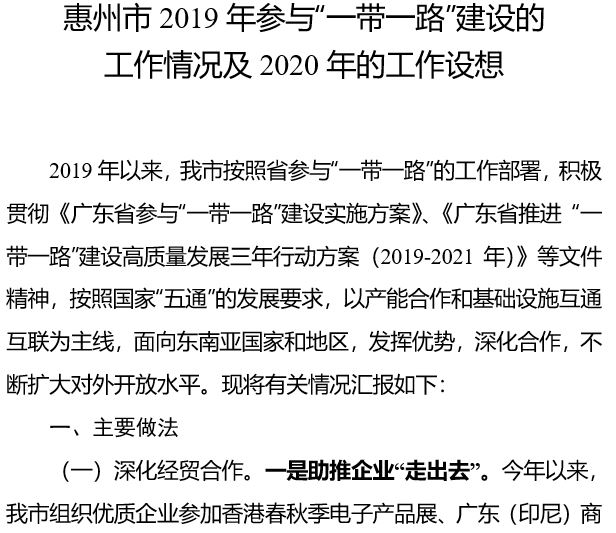 惠州市 2019 年参与“一带一路”建设的
工作情况及 2020 年的工作设想
2019 年以来，我市按照省参与“一带一路”的工作部署，积极
贯彻《广东省参与“一带一路”建设实施方案》、《广东省推进 “一
带一路”建设高质量发展三年行动方案（2019-2021 年）》等文件
精神，按照国家“五通”的发展要求，以产能合作和基础设施互通
互联为主线，面向东南亚国家和地区，发挥优势，深化合作，不
断扩大对外开放水平。现将有关情况汇报如下：
一、主要做法
（一）深化经贸合作。一是助推企业“走出去”。今年以来，
我市组织优质企业参加香港春秋季电子产品展、广东（印尼）商